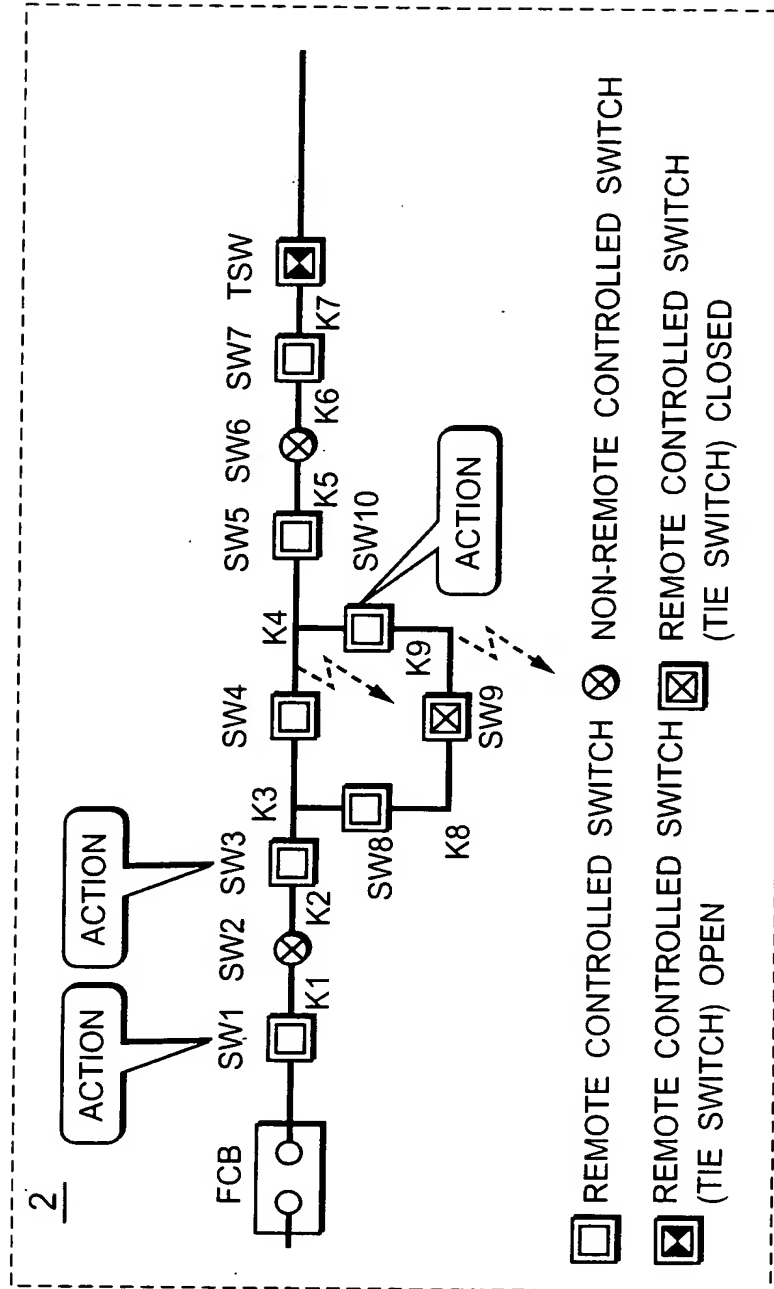 2
ACTION
ACTION
FCB
SW1
SW2
SW3
SW4
SW5
SW6
SW7
TSW
K1
K2
K3
K4
K5
K6
K7
SW8
K8
SW9
K9
SW10
ACTION
REMOTE CONTROLLED SWITCH
NON-REMOTE CONTROLLED SWITCH
REMOTE CONTROLLED SWITCH
(TIE SWITCH) OPEN
REMOTE CONTROLLED SWITCH
(TIE SWITCH) CLOSED